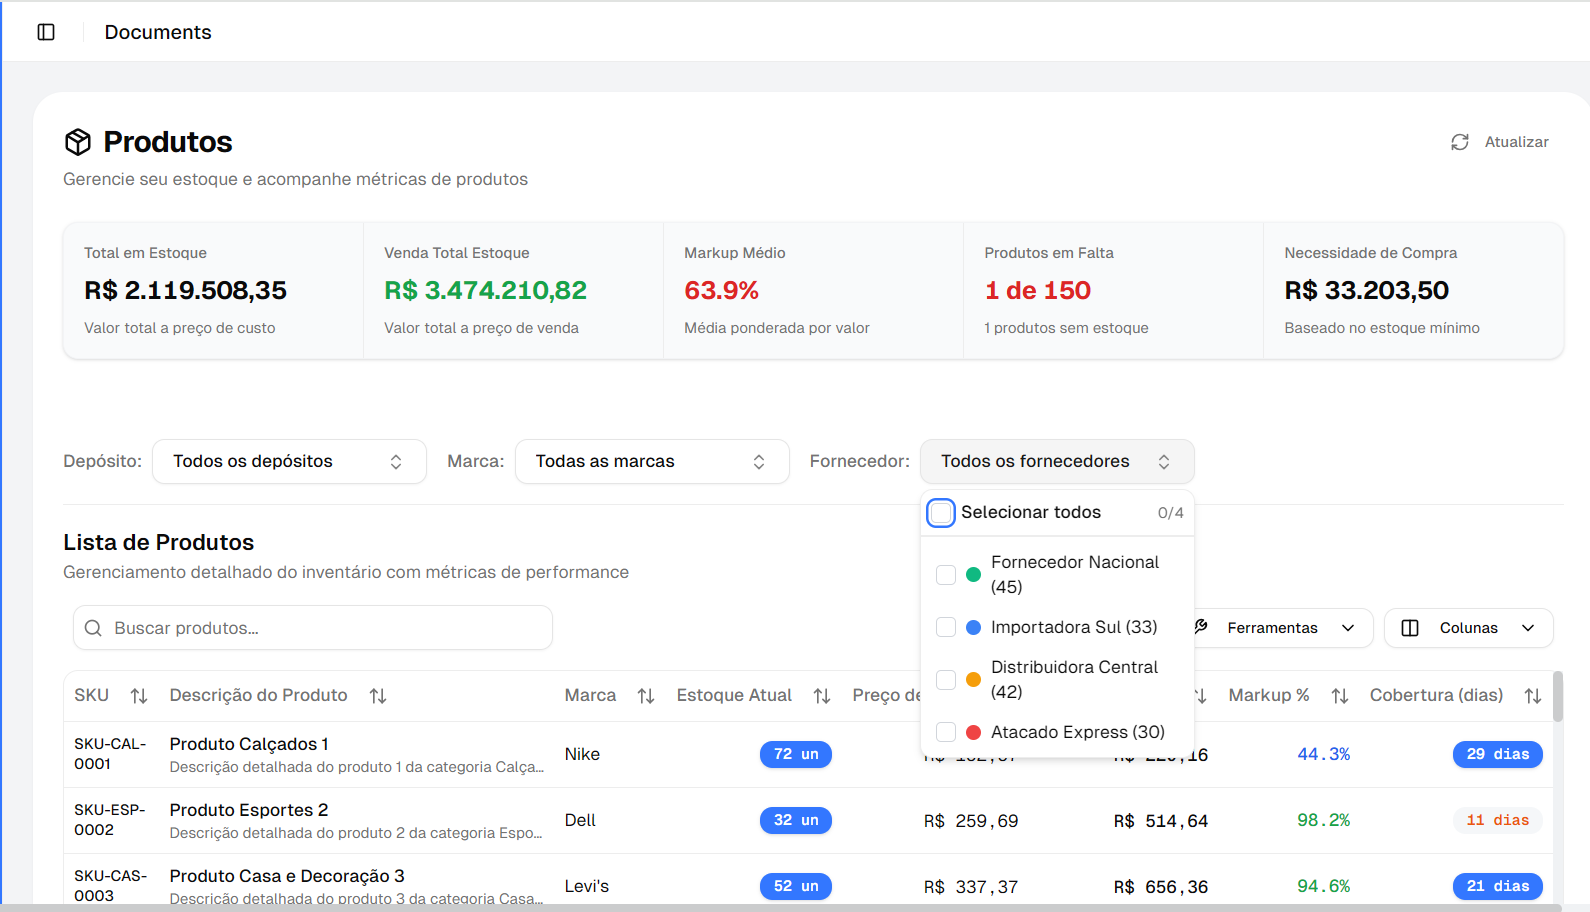 Documents
Produtos
Atualizar
Gerencie seu estoque e acompanhe métricas de produtos
Total em Estoque
R$ 2.119.508,35
Valor total a preço de custo
Venda Total Estoque
R$ 3.474.210,82
Valor total a preço de venda
Markup Médio
63.9%
Média ponderada por valor
Produtos em Falta
1 de 150
1 produtos sem estoque
Necessidade de Compra
R$ 33.203,50
Baseado no estoque mínimo
Depósito: Todos os depósitos Marca: Todas as marcas Fornecedor: Todos os fornecedores
Selecionar todos 0/4
Fornecedor Nacional
(45)
Importadora Sul (33)
Distribuidora Central
(42)
Atacado Express (30)
Lista de Produtos
Gerenciamento detalhado do inventário com métricas de performance
Buscar produtos...
Ferramentas
Colunas
SKU Descrição do Produto Marca Estoque Atual Preço de Markup % Cobertura (dias)
SKU-CAL-
0001
Produto Calçados 1
Descrição detalhada do produto 1 da categoria Calça...
Nike 72 un 44.3% 29 dias
SKU-ESP-
0002
Produto Esportes 2
Descrição detalhada do produto 2 da categoria Espo...
Dell 32 un R$ 259,69 R$ 514,64 98.2% 11 dias
SKU-CAS-
0003
Produto Casa e Decoração 3
Descrição detalhada do produto 3 da categoria Casa...
Levi's 52 un R$ 337,37 R$ 656,36 94.6% 21 dias